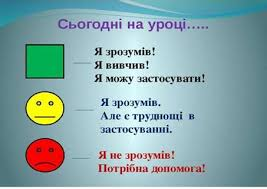 Сьогодні на уроці.....
Я зрозумів!
Я вивчив!
Я можу застосувати!
Я зрозумів.
Але є труднощі в
застосуванні.
Я не зрозумів!
Потрібна допомога!